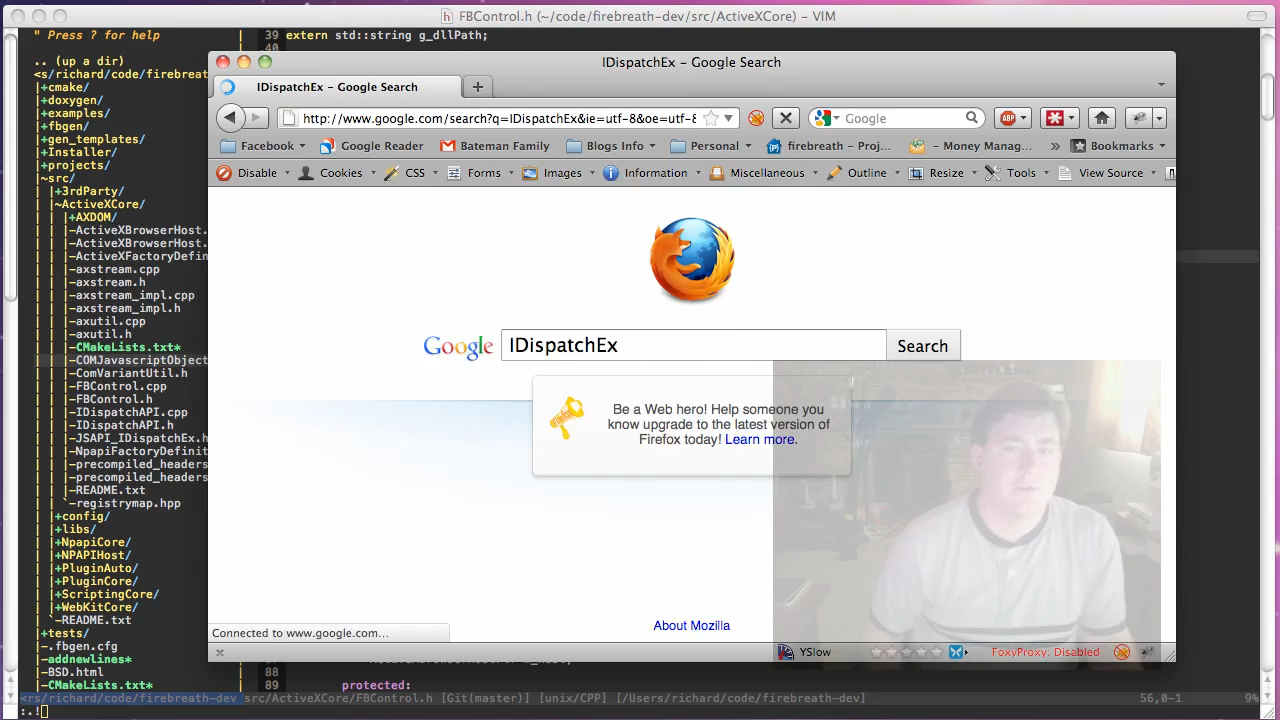 FBControl.h (~/code/firebreath-dev/src/ActiveXCore) – VIM
" Press ? for help
.. (up a dir)
<s/richard/code/firebreat
|+cmake/
|+doxygen/
|+examples/
|+fbgen/
|+gen_templates/
|+Installer/
|+projects/
|~src/
| |+3rdParty/
| |~ActiveXCore/
| | |+AXDOM/
| | |-ActiveXBrowserHost.
| | |-ActiveXBrowserHost.
| | |-ActiveXFactoryDefin
| | |-axstream.cpp
| | |-axstream.h
| | |-axstream_impl.cpp
| | |-axstream_impl.h
| | |-axutil.cpp
| | |-axutil.h
| | |-CMakeLists.txt*
| | |-COMJavascriptObject
| | |-ComVariantUtil.h
| | |-FBControl.cpp
| | |-FBControl.h
| | |-IDispatchAPI.cpp
| | |-IDispatchAPI.h
| | |-JSAPI_IDispatchEx.h
| | |-NpapiFactoryDefinit
| | |-precompiled_headers
| | |-precompiled_headers
| | |-README.txt
| | `-registrymap.hpp
| |+config/
| |+libs/
| |+NpapiCore/
| |+NPAPIHost/
| |+PluginAuto/
| |+PluginCore/
| |+ScriptingCore/
| |+WebKitCore/
| `-README.txt
|+tests/
|-.fbgen.cfg
|-addnewlines*
|-BSD.html
|-CMakeLists.txt*
39 extern std::string g_dllPath;
40
IDispatchEx – Google Search
IDispatchEx – Google Search
http://www.google.com/search?q=IDispatchEx&ie=utf-8&oe=utf-8
Google
Facebook Google Reader Bateman Family Blogs Info Personal firebreath – Proj... – Money Manag... » Bookmarks
Disable Cookies CSS Forms Images Information Miscellaneous Outline Resize Tools View Source
Google IDispatchEx Search
Be a Web hero! Help someone you
know upgrade to the latest version of
Firefox today! Learn more.
About Mozilla
Connected to www.google.com...
YSlow FoxyProxy: Disabled
88
89 protected:
<rs/richard/code/firebreath-dev src/ActiveXCore/FBControl.h [Git(master)] [unix/CPP] [/Users/richard/firebreath-dev] 56,0-1 9%
:.!